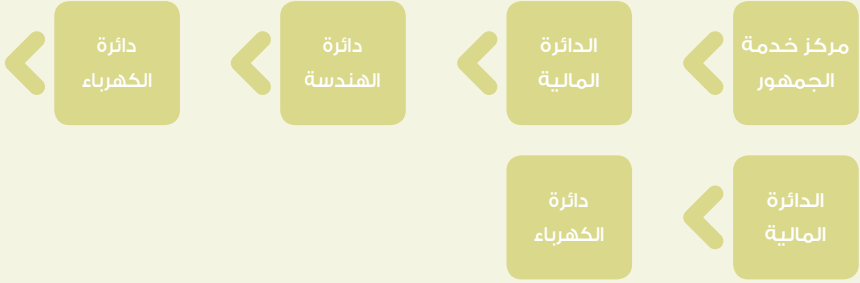 مركز خدمة
الجمهور
الدائرة
المالية
دائرة
الهندسة
دائرة
الكهرباء
الدائرة
المالية
دائرة
الكهرباء